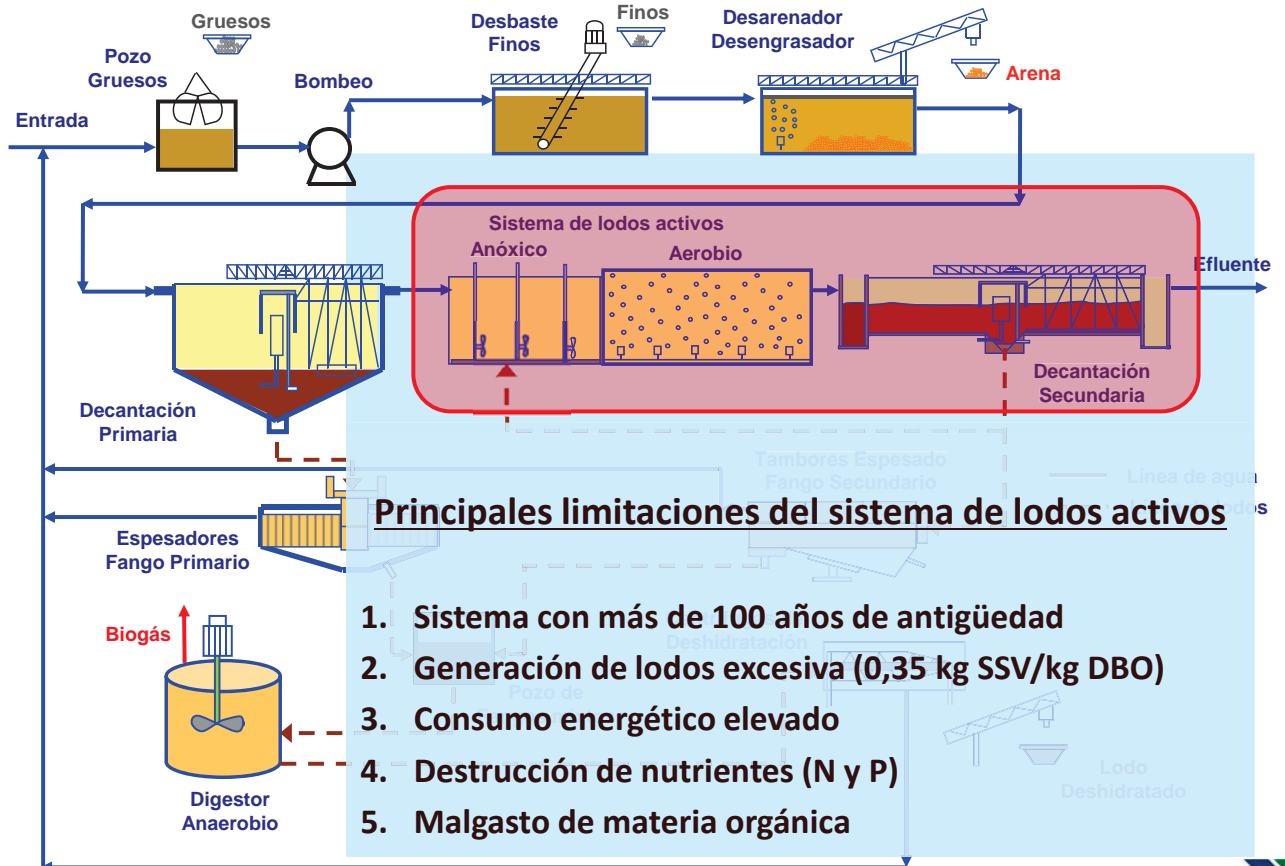 Gruesos
Finos
Desbaste
Finos
Desarenador
Desengrasador
Pozo
Gruesos
Bombeo
Arena
Entrada
Sistema de lodos activos
Anóxico
Aerobio
Efluente
Decantación
Primaria
Decantación
Secundaria
Tambores Espesado
Fango Secundario
Línea de agua
Principales limitaciones del sistema de lodos activos
Espesadores
Fango Primario
Biogás
1. Sistema con más de 100 años de antigüedad
Deshidratación
2. Generación de lodos excesiva (0,35 kg SSV/kg DBO)
Pozo de
3. Consumo energético elevado
4. Destrucción de nutrientes (N y P)
Lodo
Deshidratado
Digestor
Anaerobio
5. Malgasto de materia orgánica